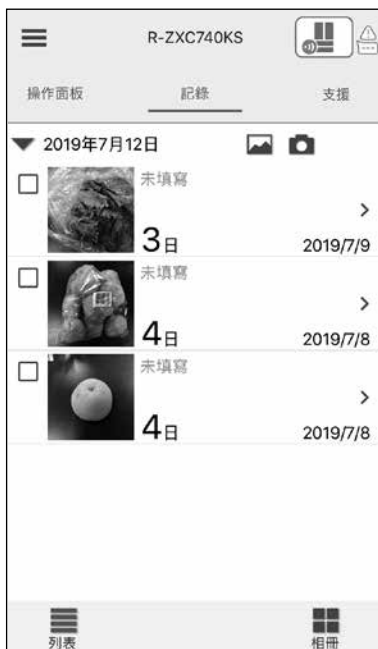 R-ZXC740KS
操作面板
記錄
支援
2019年7月12日
未填寫
3日
2019/7/9
未填寫
4日
2019/7/8
未填寫
4日
2019/7/8
列表
相冊